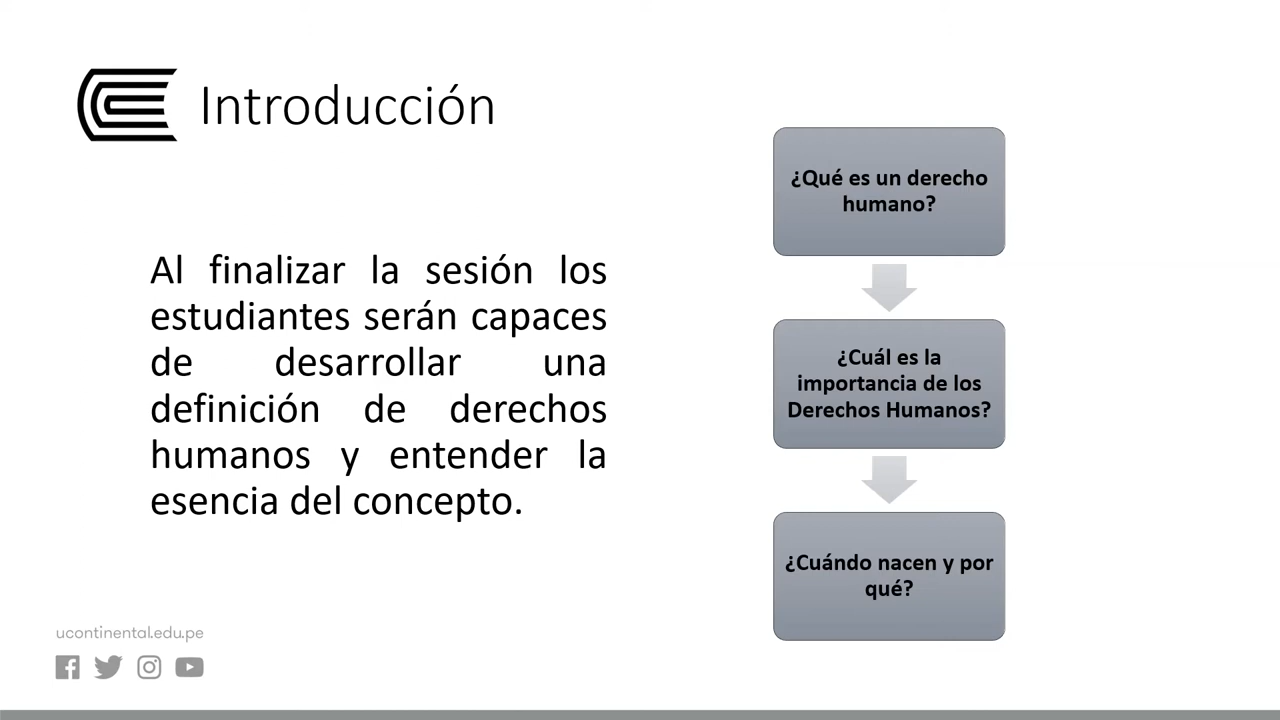 Introducción
Al finalizar la sesión los
estudiantes serán capaces
de desarrollar una
definición de derechos
humanos y entender la
esencia del concepto.
¿Qué es un derecho
humano?
¿Cuál es la
importancia de los
Derechos Humanos?
¿Cuándo nacen y por
qué?
ucontinental.edu.pe